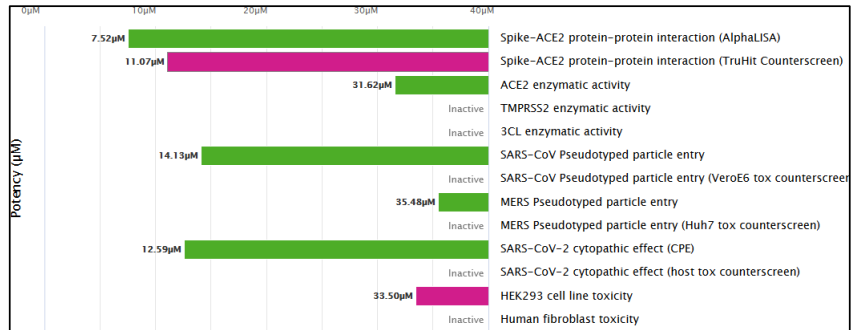 0µM 10µM 20µM 30µM 40µM
Potency (µM)
7.52µM Spike-ACE2 protein-protein interaction (AlphaLISA)
11.07µM Spike-ACE2 protein-protein interaction (TruHit Counterscreen)
31.62µM ACE2 enzymatic activity
Inactive TMPRSS2 enzymatic activity
Inactive 3CL enzymatic activity
14.13µM SARS-CoV Pseudotyped particle entry
Inactive SARS-CoV Pseudotyped particle entry (VeroE6 tox counterscreen
35.48µM MERS Pseudotyped particle entry
Inactive MERS Pseudotyped particle entry (Huh7 tox counterscreen)
12.59µM SARS-CoV-2 cytopathic effect (CPE)
Inactive SARS-CoV-2 cytopathic effect (host tox counterscreen)
33.50µM HEK293 cell line toxicity
Inactive Human fibroblast toxicity